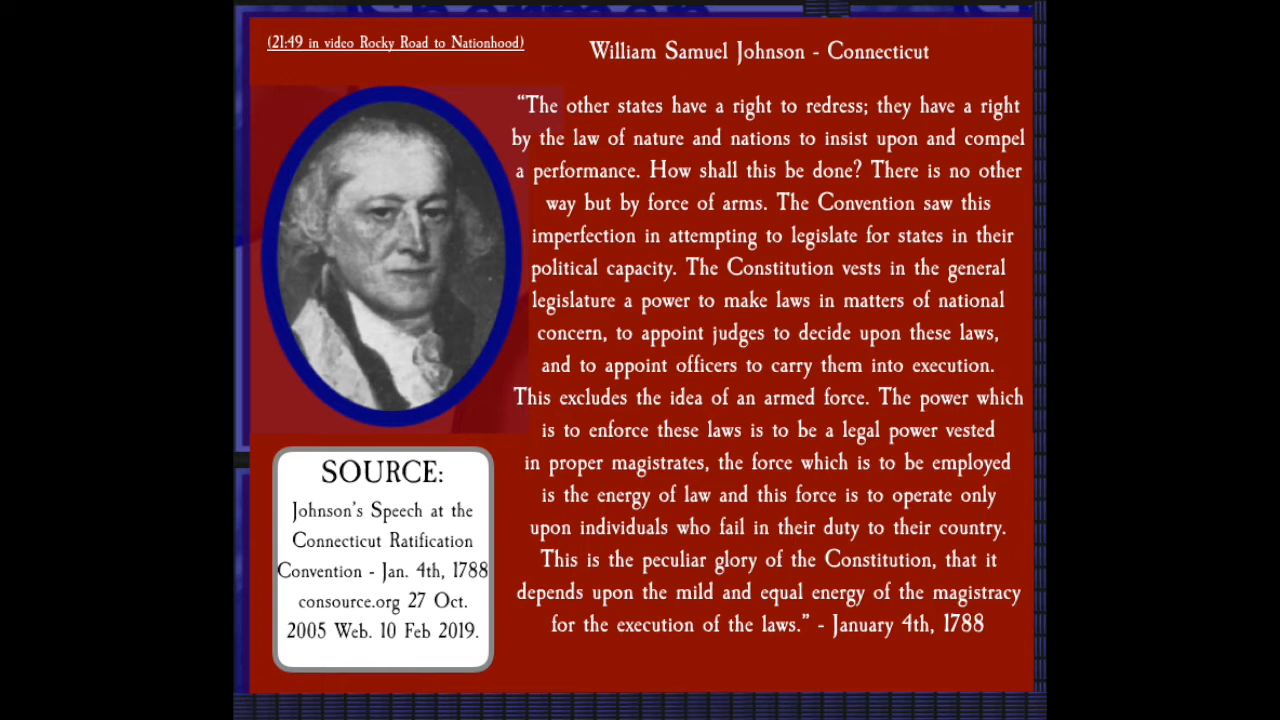 (21:49 in video Rocky Road to Nationhood)
William Samuel Johnson - Connecticut
“The other states have a right to redress; they have a right
by the law of nature and nations to insist upon and compel
a performance. How shall this be done? There is no other
way but by force of arms. The Convention saw this
imperfection in attempting to legislate for states in their
political capacity. The Constitution vests in the general
legislature a power to make laws in matters of national
concern, to appoint judges to decide upon these laws,
and to appoint officers to carry them into execution.
This excludes the idea of an armed force. The power which
is to enforce these laws is to be a legal power vested
in proper magistrates, the force which is to be employed
is the energy of law and this force is to operate only
upon individuals who fail in their duty to their country.
This is the peculiar glory of the Constitution, that it
depends upon the mild and equal energy of the magistracy
for the execution of the laws.” - January 4th, 1788
SOURCE:
Johnson's Speech at the
Connecticut Ratification
Convention - Jan. 4th, 1788
consource.org 27 Oct.
2005 Web. 10 Feb 2019.